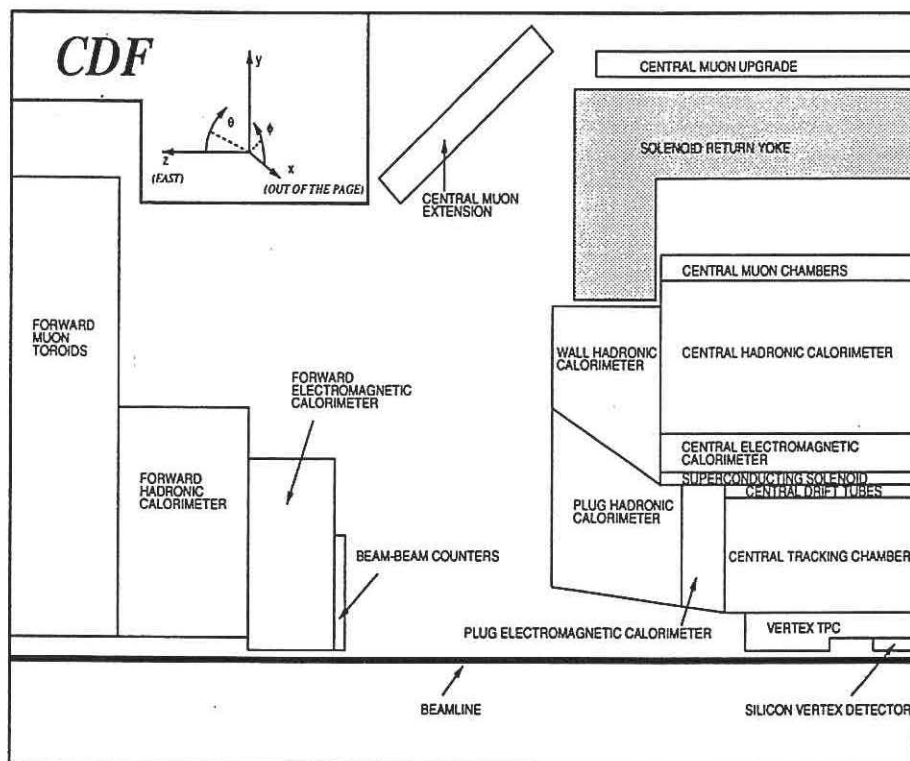 CDF
y
θ
ϕ
z
x
(EAST)
(OUT OF THE PAGE)
CENTRAL MUON
EXTENSION
CENTRAL MUON UPGRADE
SOLENOID RETURN YOKE
CENTRAL MUON CHAMBERS
FORWARD
MUON
TOROIDS
WALL HADRONIC
CALORIMETER
CENTRAL HADRONIC CALORIMETER
FORWARD
ELECTROMAGNETIC
CALORIMETER
CENTRAL ELECTROMAGNETIC
CALORIMETER
SUPERCONDUCTING SOLENOID
CENTRAL DRIFT TUBES
FORWARD
HADRONIC
CALORIMETER
PLUG HADRONIC
CALORIMETER
BEAM-BEAM COUNTERS
CENTRAL TRACKING CHAMBER
PLUG ELECTROMAGNETIC CALORIMETER
VERTEX TPC
BEAMLINE
SILICON VERTEX DETECTOR